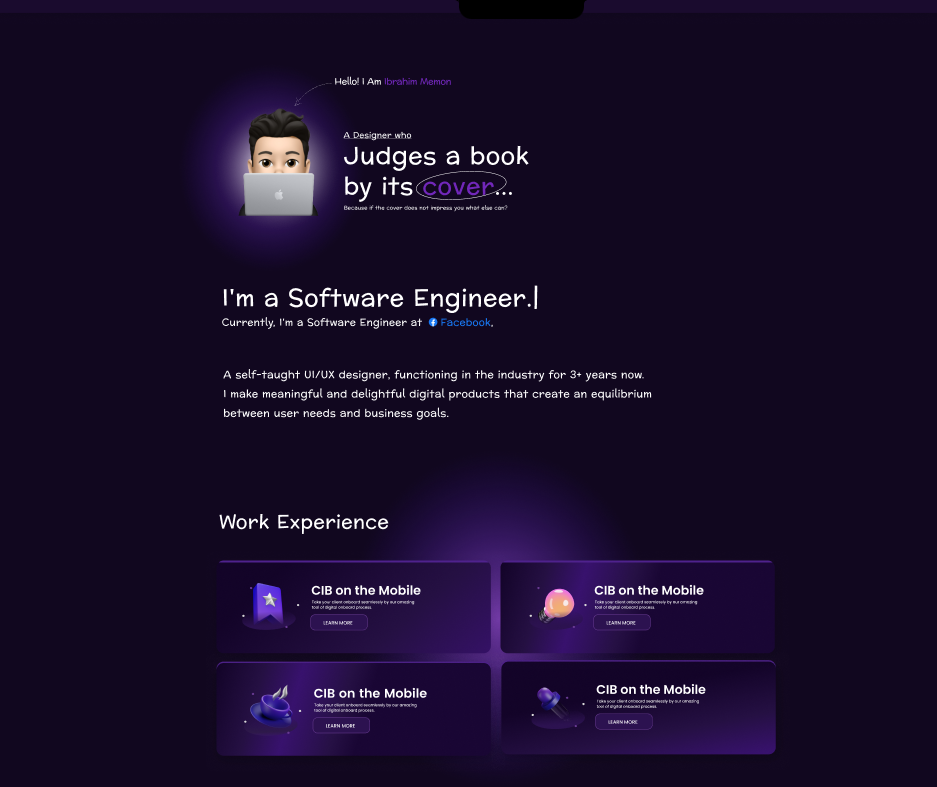 Hello! I Am Ibrahim Memon
A Designer who
Judges a book
by its cover...
Because if the cover does not impress you what else can?
I'm a Software Engineer.|
Currently, I'm a Software Engineer at Facebook.
A self-taught UI/UX designer, functioning in the industry for 3+ years now.
I make meaningful and delightful digital products that create an equilibrium
between user needs and business goals.
Work Experience
CIB on the Mobile
Take your client onboard seamlessly by our amazing
tool of digital onboard process.
LEARN MORE
CIB on the Mobile
Take your client onboard seamlessly by our amazing
tool of digital onboard process.
LEARN MORE
CIB on the Mobile
Take your client onboard seamlessly by our amazing
tool of digital onboard process.
LEARN MORE
CIB on the Mobile
Take your client onboard seamlessly by our amazing
tool of digital onboard process.
LEARN MORE